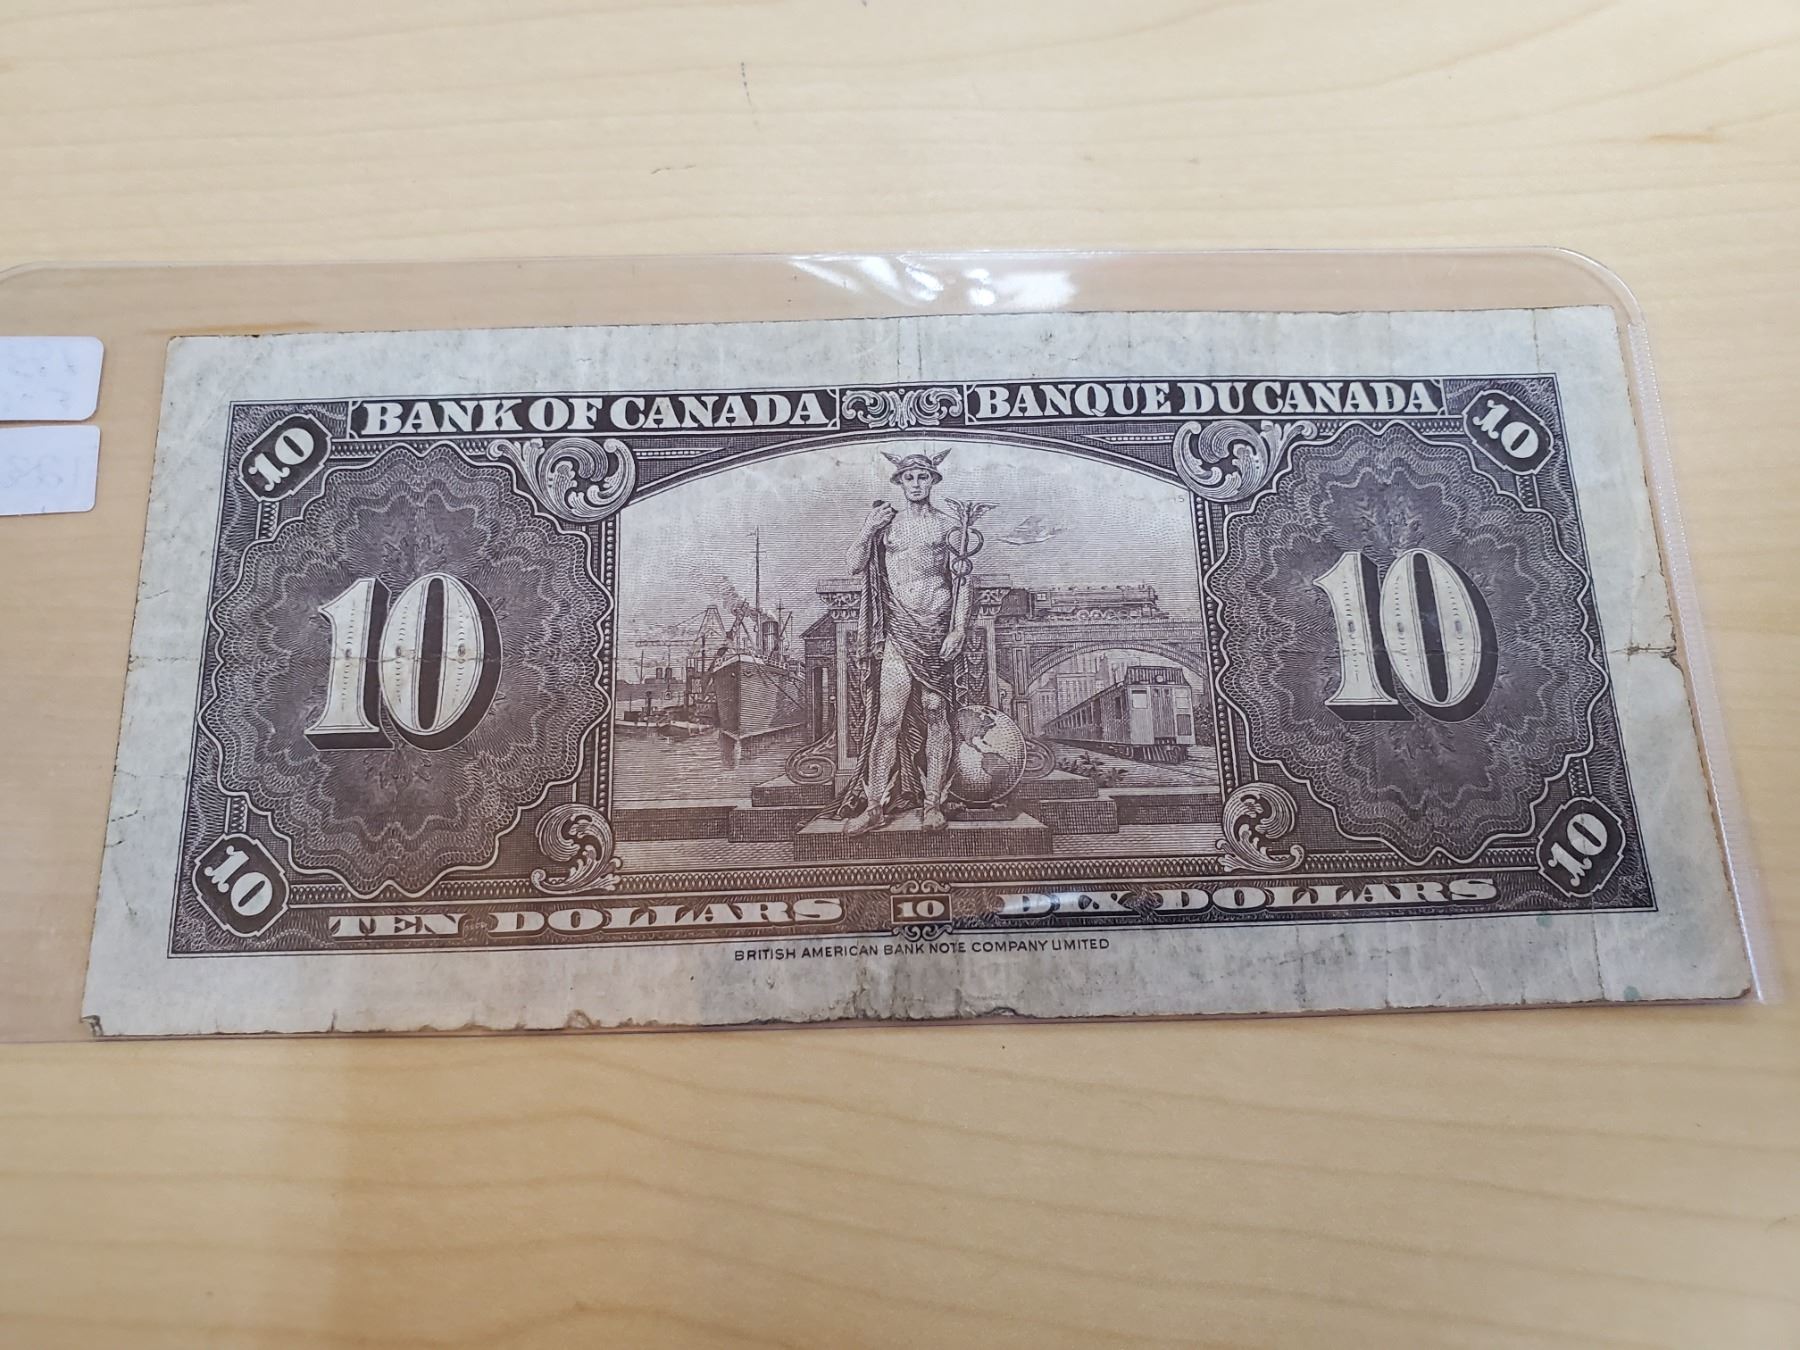 BANK OF CANADA BANQUE DU CANADA
10 10
15
10 10
10 10
TEN DOLLARS 10 DIX DOLLARS
BRITISH AMERICAN BANK NOTE COMPANY LIMITED